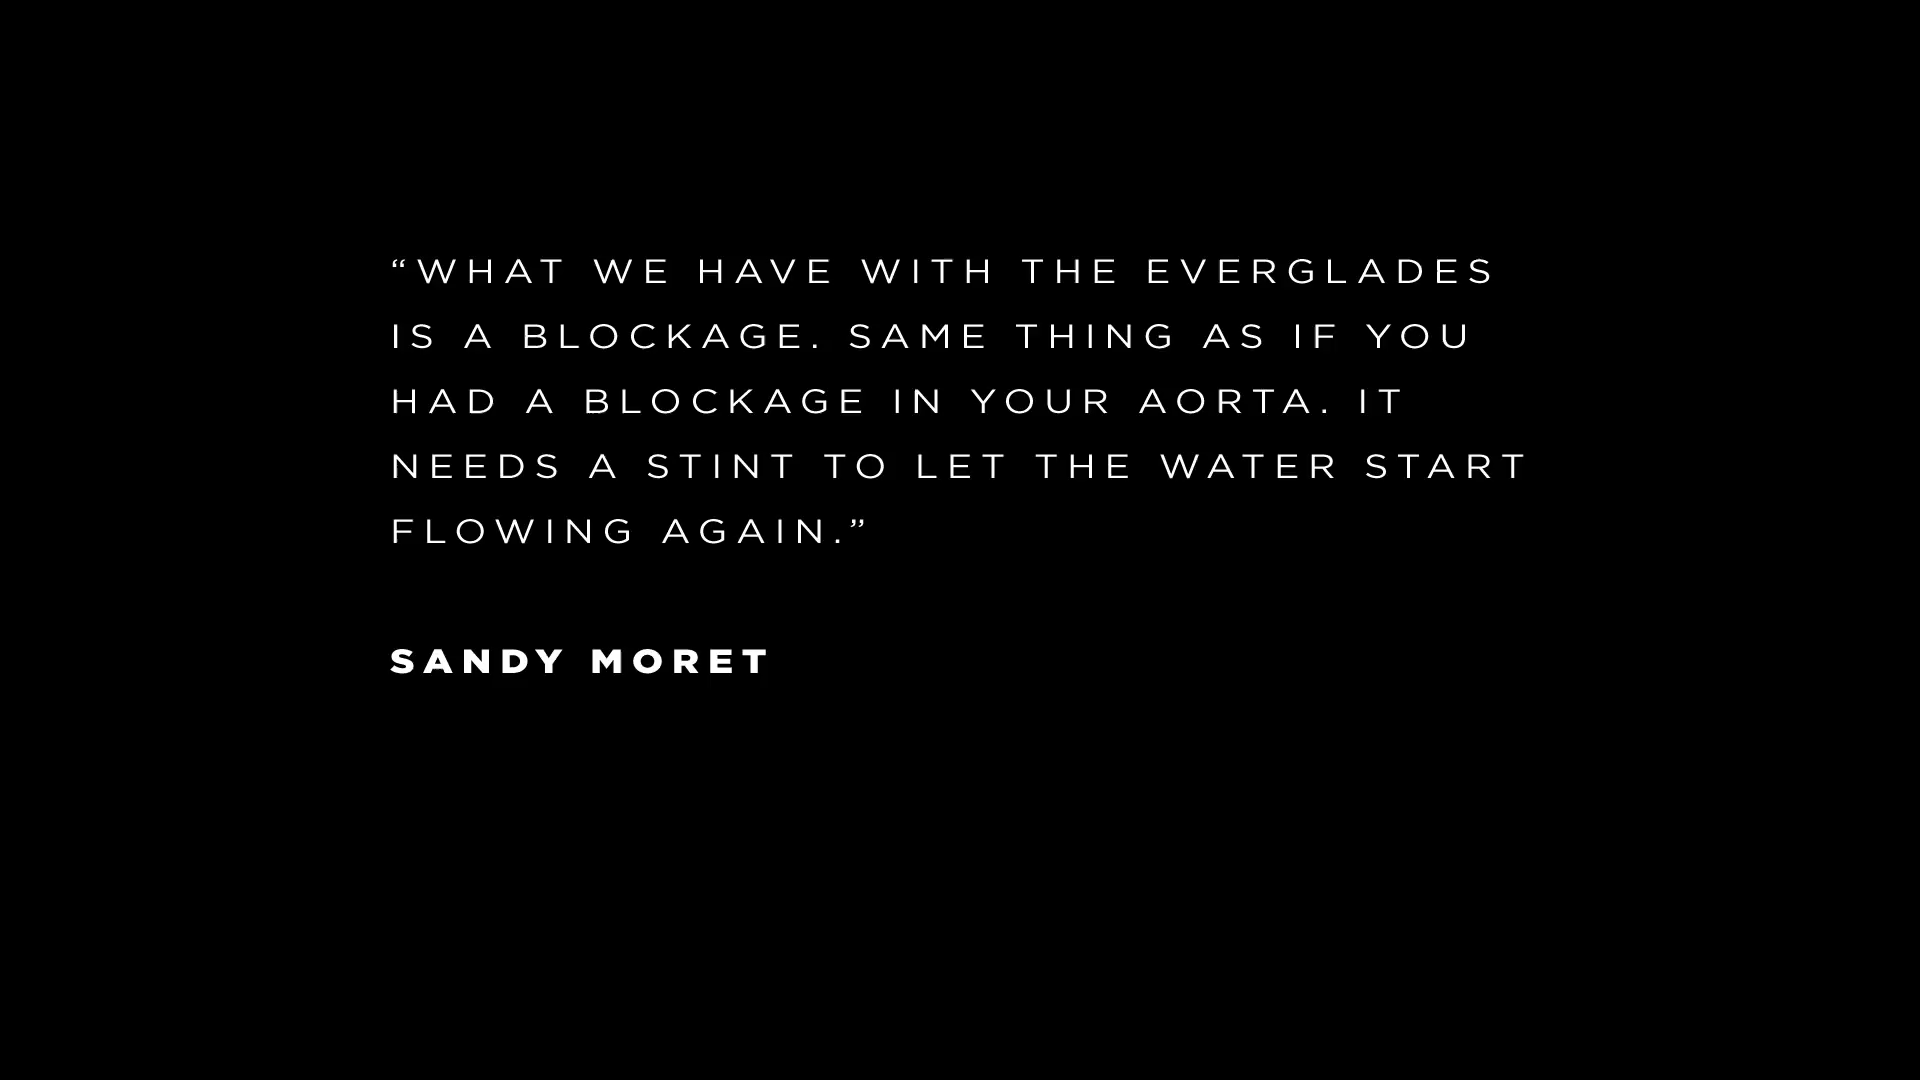 “WHAT WE HAVE WITH THE EVERGLADES
IS A BLOCKAGE. SAME THING AS IF YOU
HAD A BLOCKAGE IN YOUR AORTA. IT
NEEDS A STINT TO LET THE WATER START
FLOWING AGAIN.”
SANDY MORET